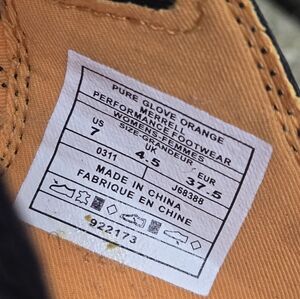 PURE GLOVE ORANGE
MERRELL
PERFORMANCE FOOTWEAR
WOMENS-FEMMES
SIZE-GRANDEUR
US UK EUR
7 4.5 37.5
0311 J68388
MADE IN CHINA
FABRIQUE EN CHINE
922173